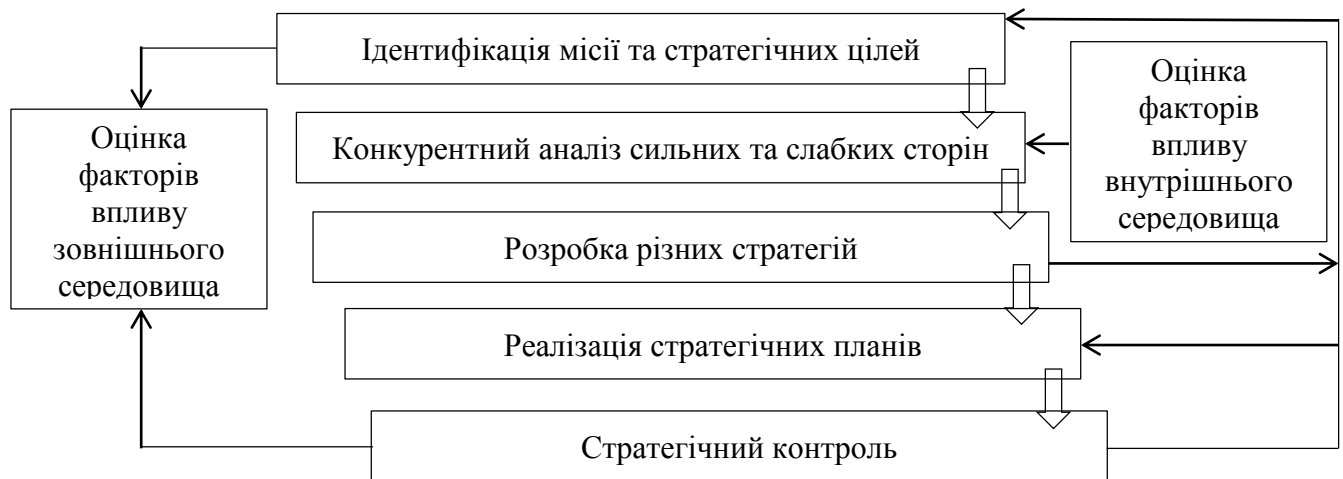 Ідентифікація місії та стратегічних цілей
Оцінка
факторів
впливу
зовнішнього
середовища
Конкурентний аналіз сильних та слабких сторін
Оцінка
факторів
впливу
внутрішнього
середовища
Розробка різних стратегій
Реалізація стратегічних планів
Стратегічний контроль